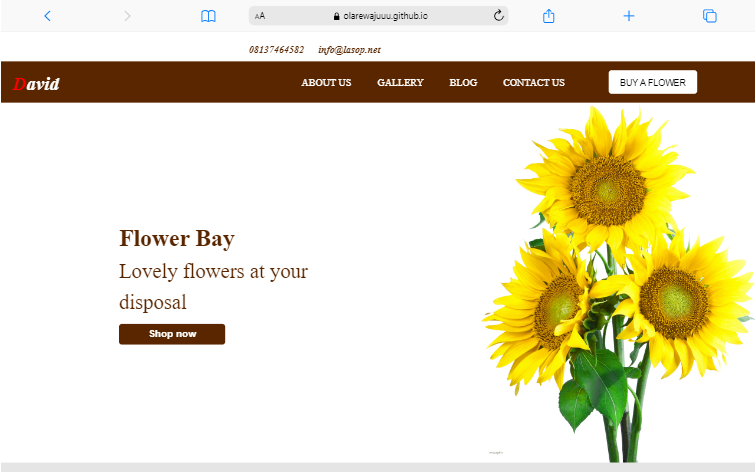 AA olarewajuuu.github.io
08137464582 info@lasop.net
David ABOUT US GALLERY BLOG CONTACT US BUY A FLOWER
Flower Bay
Lovely flowers at your
disposal
Shop now